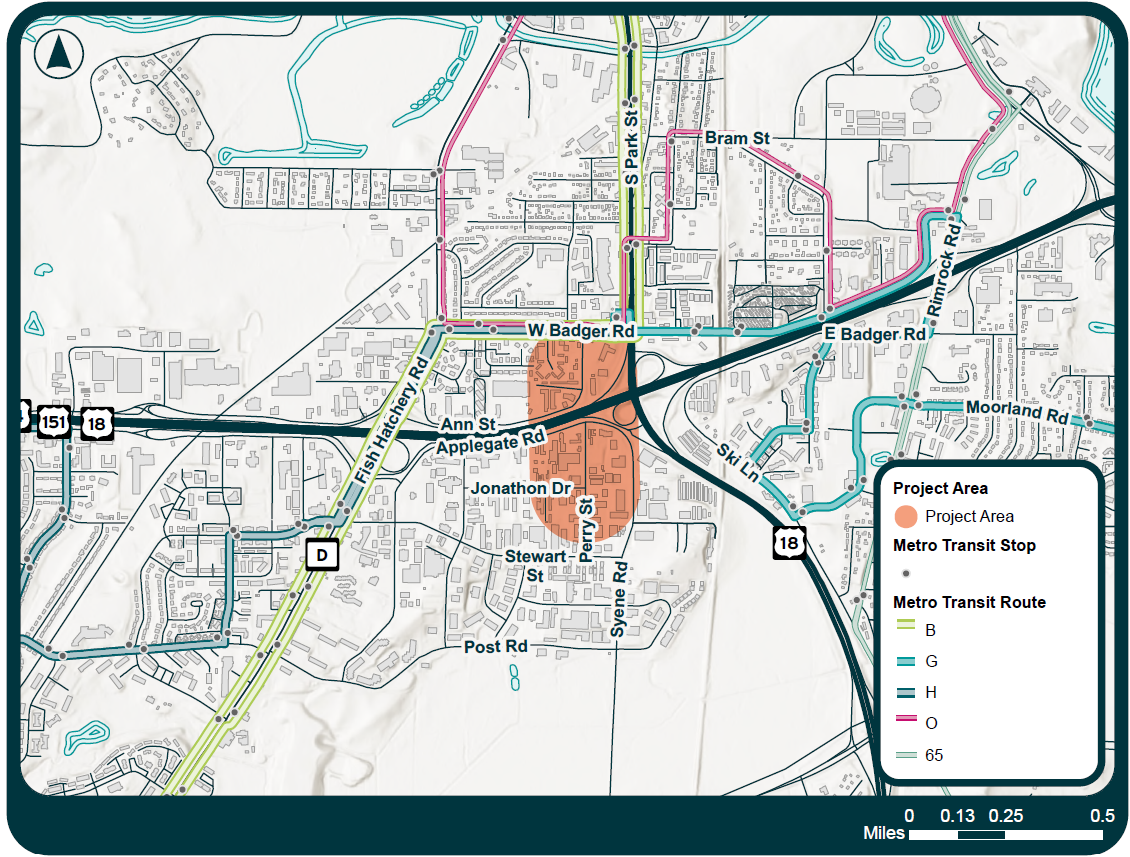 S Park St
Bram St
Rimrock Rd
W Badger Rd
E Badger Rd
Fish Hatchery Rd
151
18
Ann St
Applegate Rd
Moorland Rd
Ski Ln
Jonathon Dr
Perry St
18
D
Stewart
St
Syene Rd
Post Rd
Project Area
Project Area
Metro Transit Stop
Metro Transit Route
B
G
H
O
65
0 0.13 0.25 0.5
Miles